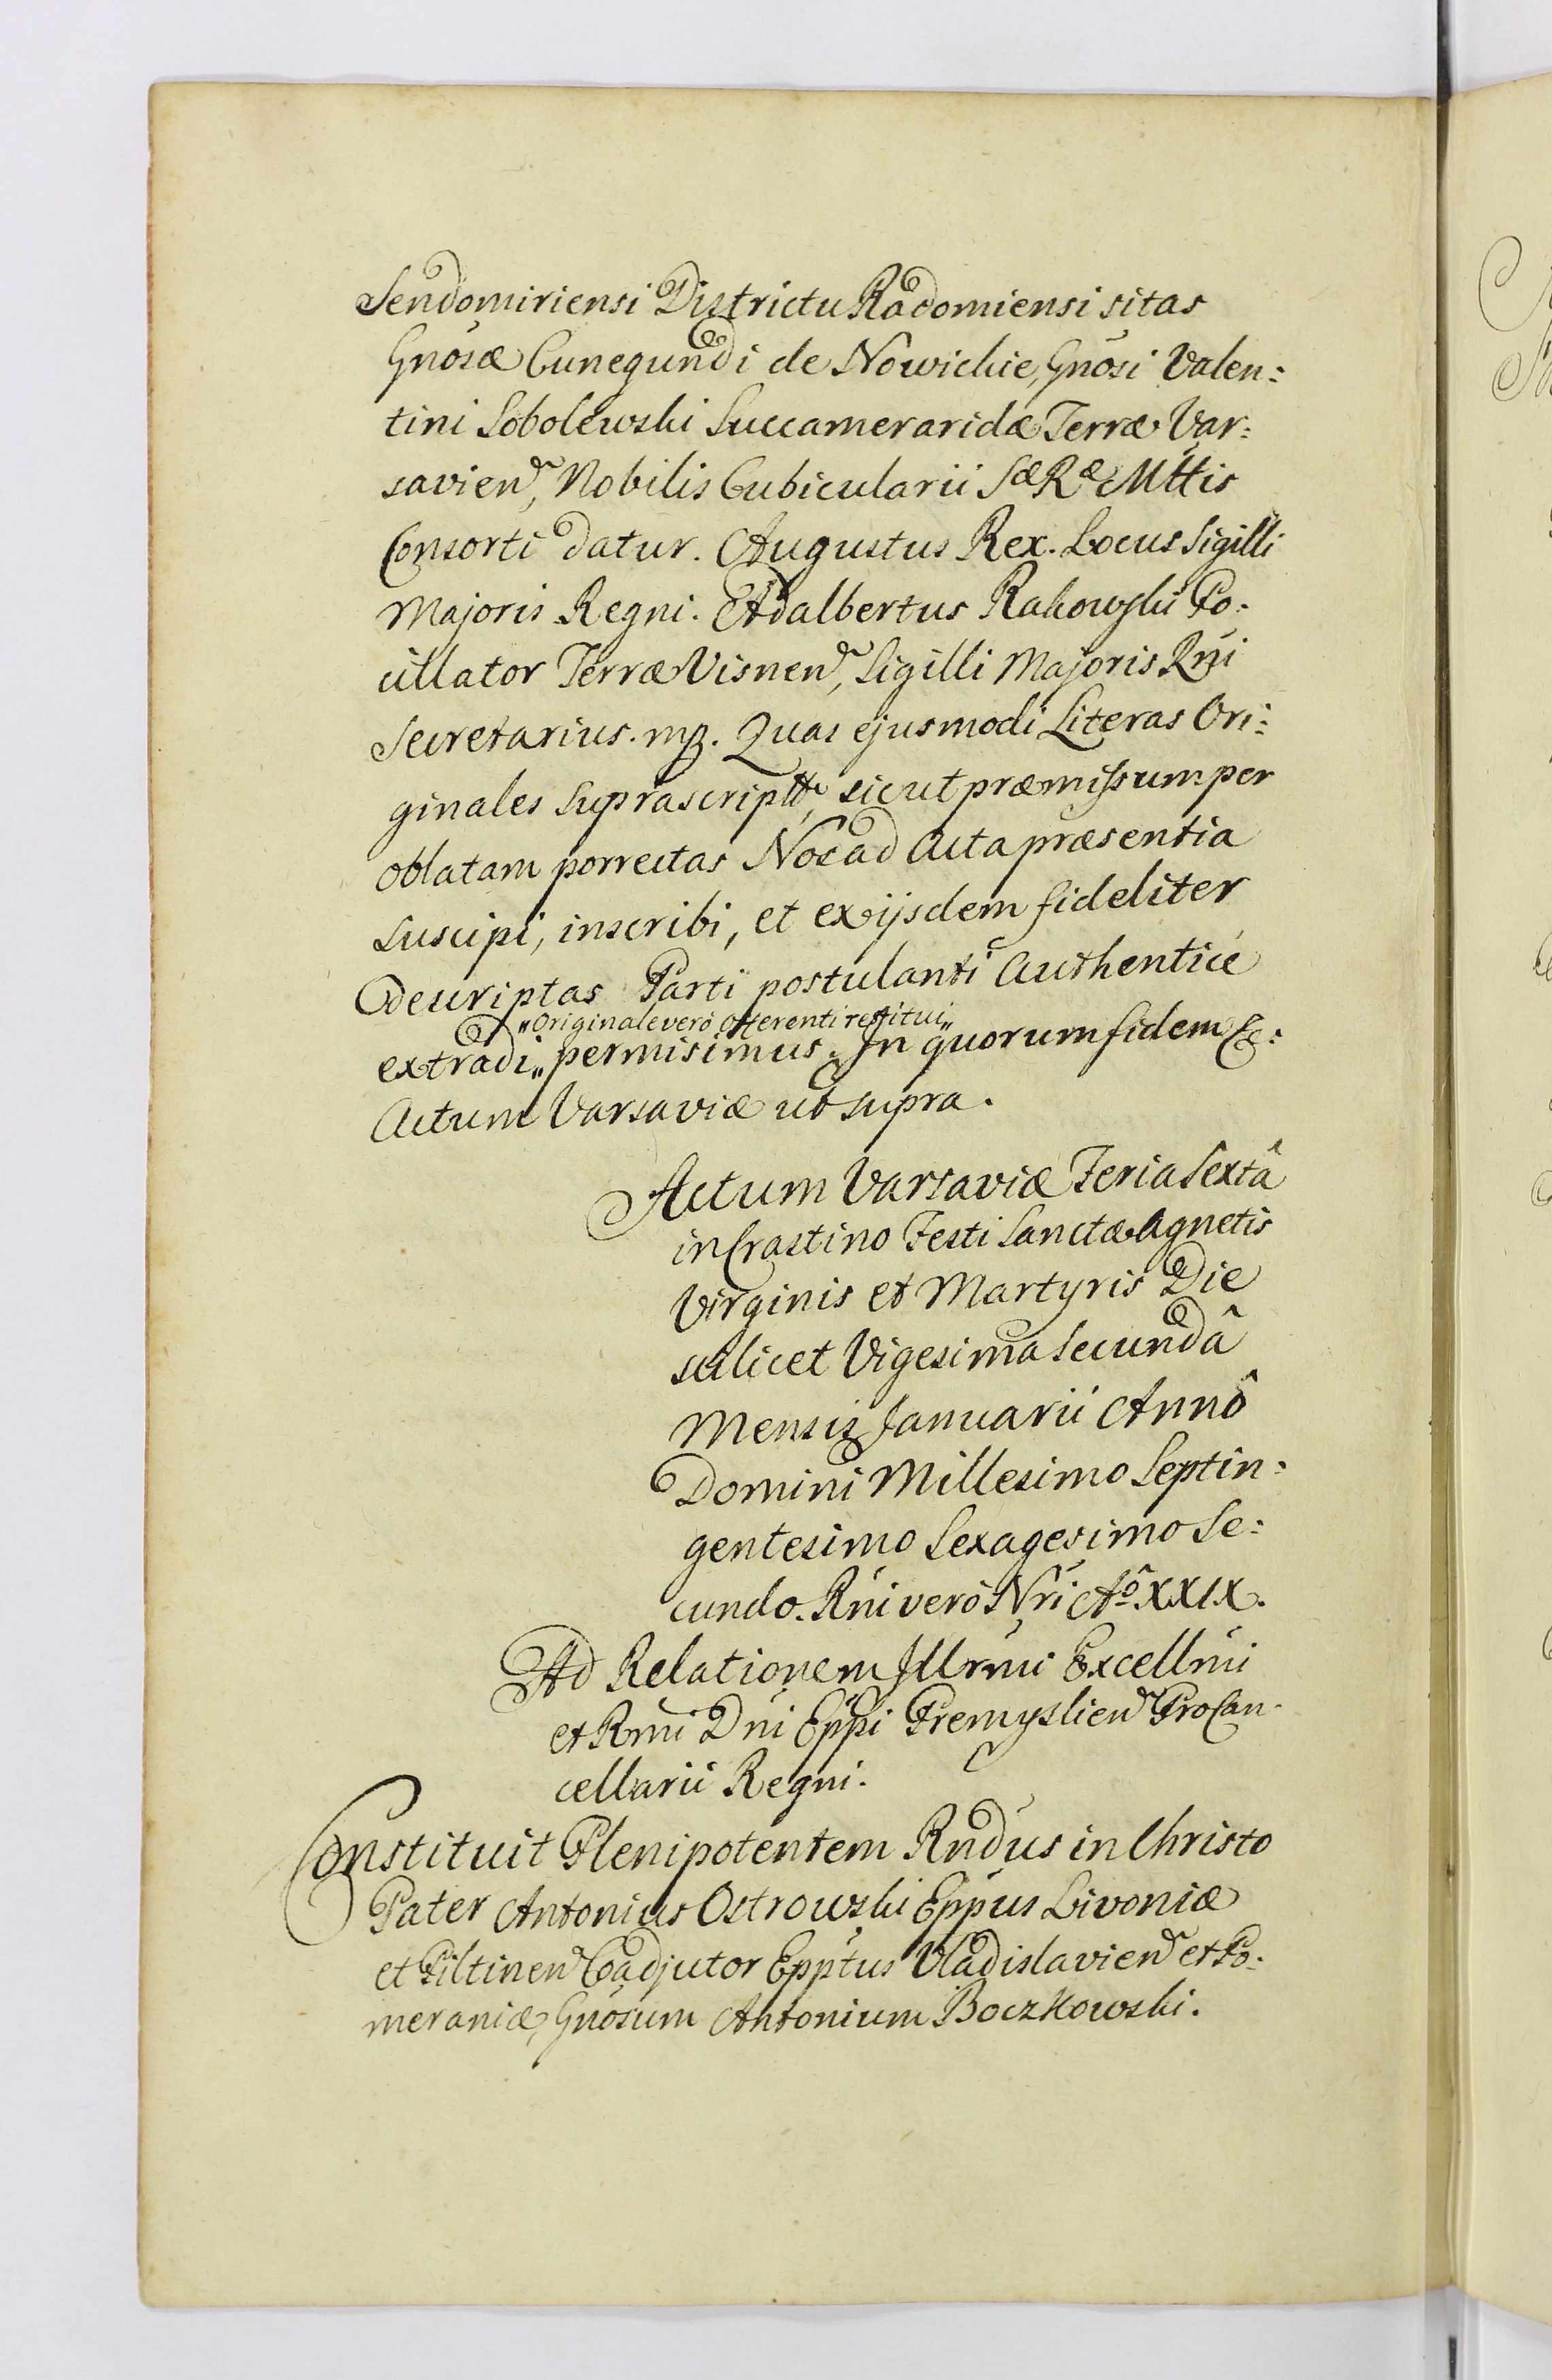 Sendomiriensi Districtu Radomiensi sitas
Gnosæ Cunegundi de Nowickie, Gnosi Valen:
tini Sobolewski Succameraridæ Terræ Var:
savien, Nobilis Cubicularii Sæ Ræ Mttis
Consorti datur. Augustus Rex. Locus Sigilli
Majoris Regni. Adalbertus Rakowski Po:
cillator Terræ Visnen, Sigilli Majoris Rni
Secretarius. mp. Quas ejusmodi Literas Ori:
ginales suprascriptt, sicut præmissum per
oblatam porrectas Nos ad Acta præsentia
suscipi, inscribi, et ex ijsdem fideliter
descriptas Parti postulanti Authenticè
„Originale verò offerenti restitui„
extradi„ permisimus. In quorum fidem &c:
Actum Varsaviæ ut supra.
Actum Varsaviæ Feria Sextâ
in Crastino Festi Sanctæ Agnetis
Virginis et Martyris Die
scilicet Vigesima Secundâ
Mensis Januarii Annô
Domini Millesimo Septin:
gentesimo Sexagesimo Se:
cundo. Rni verò Nri Aô XXIX.
Ad Relationem Illrmi Excellmi
et Rmi Dni Eppi Premyslien ProCan:
cellarii Regni.
Constituit Plenipotentem Rndus in Christo
Pater Antonius Ostrowski Eppus Livoniæ
et Piltinen Coadjutor Epptus Vladislavien et Po:
meraniæ, Gnosum Antonium Boczkowski.